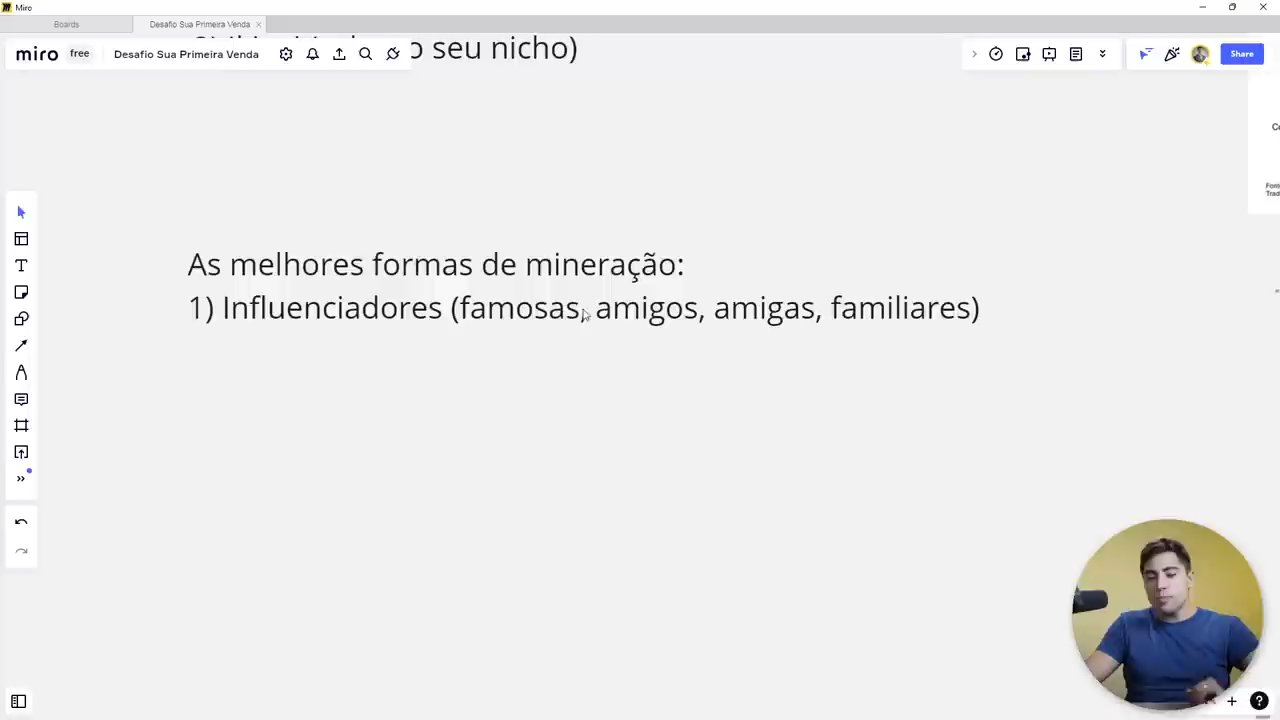 Miro
Boards
Desafio Sua Primeira Venda
miro free Desafio Sua Primeira Venda
Share
o seu nicho)
As melhores formas de mineração:
1) Influenciadores (famosas, amigos, amigas, familiares)